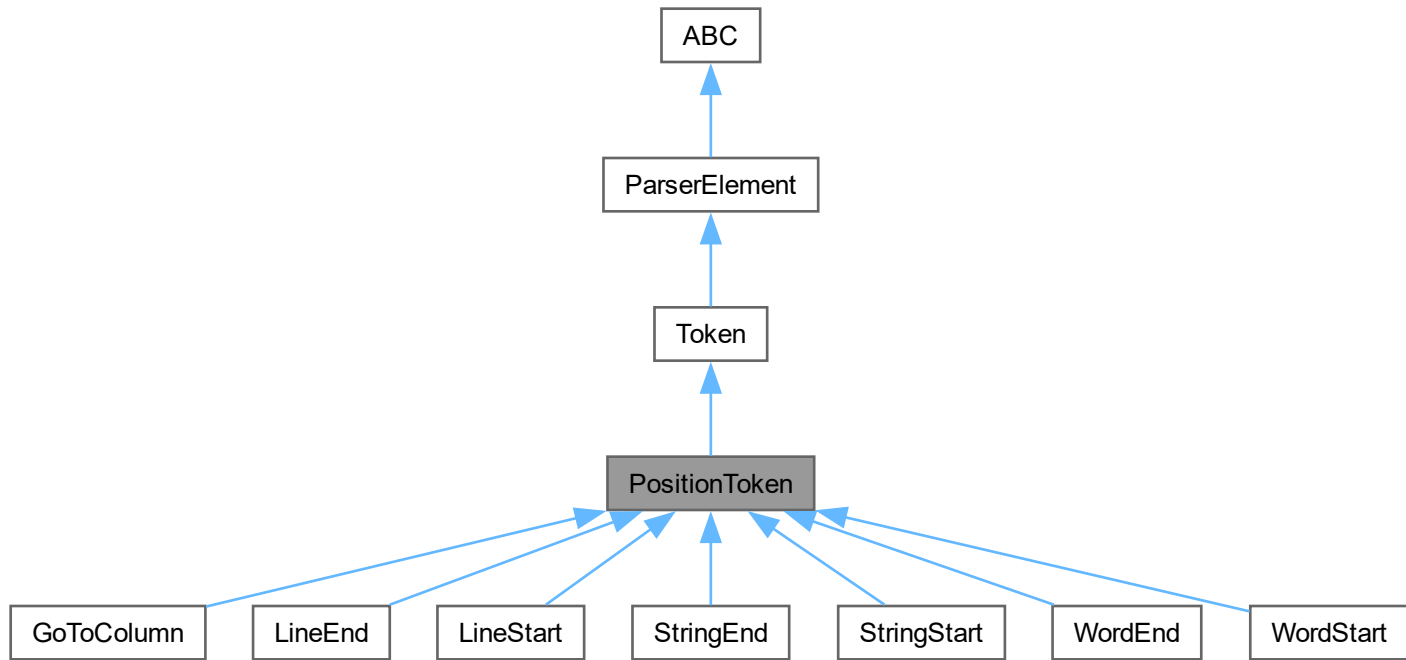 ABC
ParserElement
Token
PositionToken
GoToColumn
LineEnd
LineStart
StringEnd
StringStart
WordEnd
WordStart